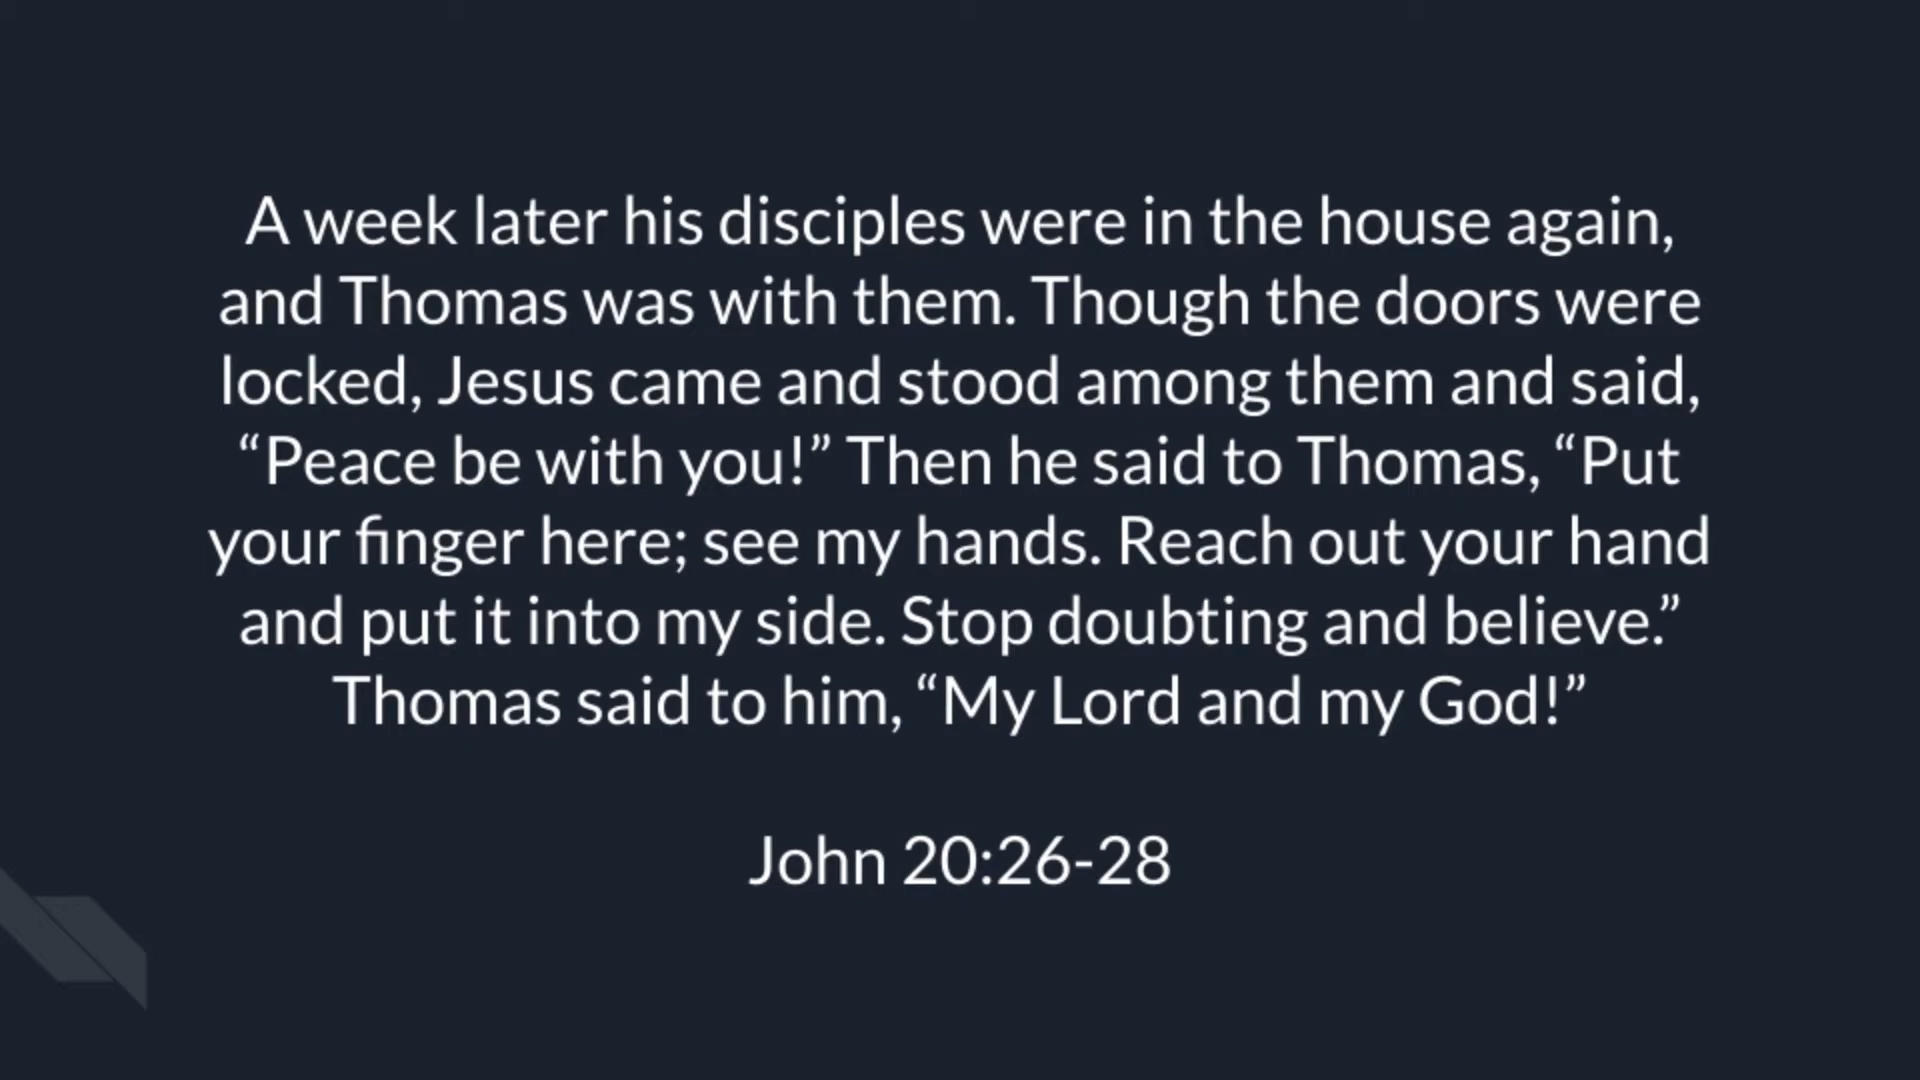 A week later his disciples were in the house again,
and Thomas was with them. Though the doors were
locked, Jesus came and stood among them and said,
“Peace be with you!” Then he said to Thomas, “Put
your finger here; see my hands. Reach out your hand
and put it into my side. Stop doubting and believe.”
Thomas said to him, “My Lord and my God!”
John 20:26-28